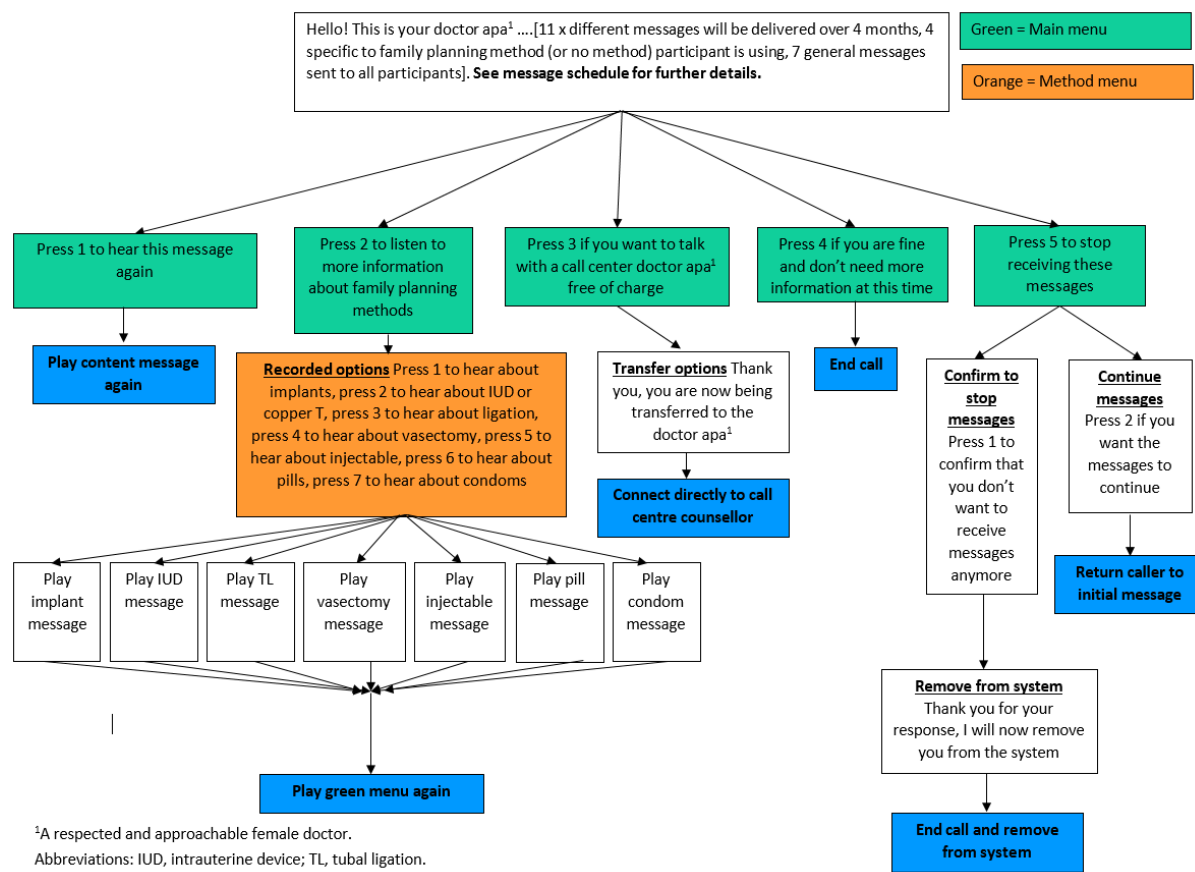 Hello! This is your doctor apa¹ ….[11 x different messages will be delivered over 4 months, 4
specific to family planning method (or no method) participant is using, 7 general messages
sent to all participants]. See message schedule for further details.
Green = Main menu
Orange = Method menu
Press 1 to hear this message
again
Press 2 to listen to
more information
about family planning
methods
Press 3 if you want to talk
with a call center doctor apa¹
free of charge
Press 4 if you are fine
and don’t need more
information at this time
Press 5 to stop
receiving these
messages
Play content message
again
Recorded options Press 1 to hear about
implants, press 2 to hear about IUD or
copper T, press 3 to hear about ligation,
press 4 to hear about vasectomy, press 5 to
hear about injectable, press 6 to hear about
pills, press 7 to hear about condoms
Transfer options Thank
you, you are now being
transferred to the
doctor apa¹
End call
Confirm to
stop
messages
Press 1 to
confirm that
you don’t
want to
receive
messages
anymore
Continue
messages
Press 2 if you
want the
messages to
continue
Connect directly to call
centre counsellor
Return caller to
initial message
Play
implant
message
Play IUD
message
Play TL
message
Play
vasectomy
message
Play
injectable
message
Play pill
message
Play
condom
message
Remove from system
Thank you for your
response, I will now remove
you from the system
Play green menu again
End call and remove
from system
¹A respected and approachable female doctor.
Abbreviations: IUD, intrauterine device; TL, tubal ligation.